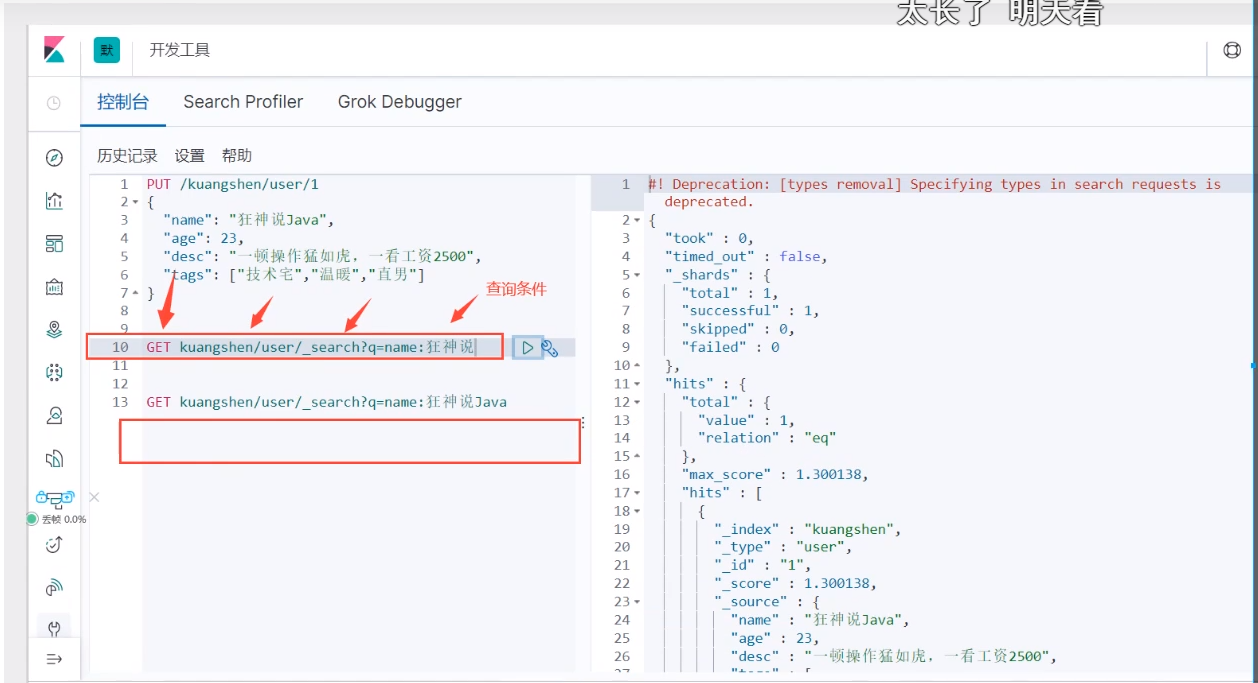 太长了 明天看
默 开发工具
控制台 Search Profiler Grok Debugger
历史记录 设置 帮助
1 PUT /kuangshen/user/1
2 {
3 "name": "狂神说Java",
4 "age": 23,
5 "desc": "一顿操作猛如虎，一看工资2500",
6 "tags": ["技术宅","温暖","直男"]
7 }
查询条件
8
9
10 GET kuangshen/user/_search?q=name:狂神说
11
12
13 GET kuangshen/user/_search?q=name:狂神说Java
丢帧 0.0%
1 #! Deprecation: [types removal] Specifying types in search requests is
deprecated.
2 {
3 "took" : 0,
4 "timed_out" : false,
5 "_shards" : {
6 "total" : 1,
7 "successful" : 1,
8 "skipped" : 0,
9 "failed" : 0
10 },
11 "hits" : {
12 "total" : {
13 "value" : 1,
14 "relation" : "eq"
15 },
16 "max_score" : 1.300138,
17 "hits" : [
18 {
19 "_index" : "kuangshen",
20 "_type" : "user",
21 "_id" : "1",
22 "_score" : 1.300138,
23 "_source" : {
24 "name" : "狂神说Java",
25 "age" : 23,
26 "desc" : "一顿操作猛如虎，一看工资2500",
27 "tags" : [